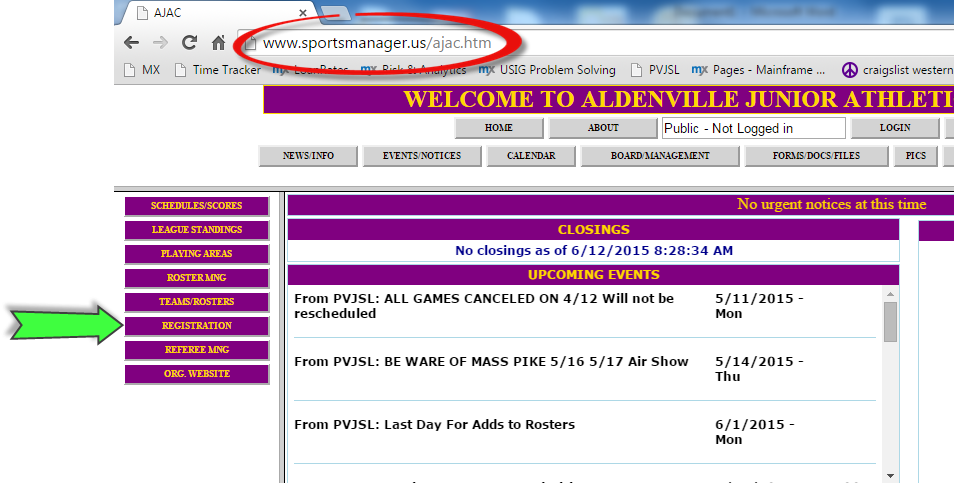 AJAC
www.sportsmanager.us/ajac.htm
MX Time Tracker mx LoanRates mx Risk & Analytics mx USIG Problem Solving PVJSL mx Pages - Mainframe ... craigslist western
WELCOME TO ALDENVILLE JUNIOR ATHLETI
HOME ABOUT Public - Not Logged in LOGIN
NEWS/INFO EVENTS/NOTICES CALENDAR BOARD/MANAGEMENT FORMS/DOCS/FILES PICS
SCHEDULES/SCORES
LEAGUE STANDINGS
PLAYING AREAS
ROSTER MNG
TEAMS/ROSTERS
REGISTRATION
REFEREE MNG
ORG. WEBSITE
No urgent notices at this time
CLOSINGS
No closings as of 6/12/2015 8:28:34 AM
UPCOMING EVENTS
From PVJSL: ALL GAMES CANCELED ON 4/12 Will not be
rescheduled
5/11/2015 -
Mon
From PVJSL: BE WARE OF MASS PIKE 5/16 5/17 Air Show
5/14/2015 -
Thu
From PVJSL: Last Day For Adds to Rosters
6/1/2015 -
Mon